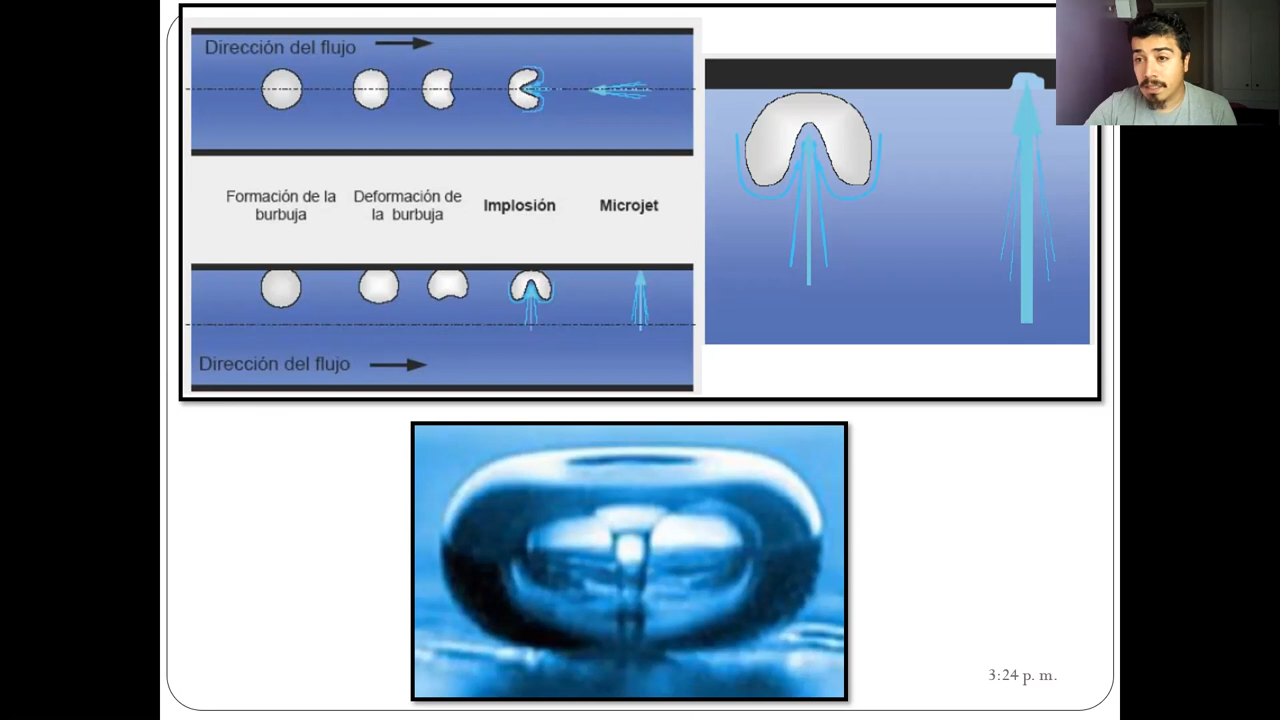 Dirección del flujo
Formación de la
burbuja
Deformación de
la burbuja
Implosión
Microjet
Dirección del flujo
3:24 p. m.